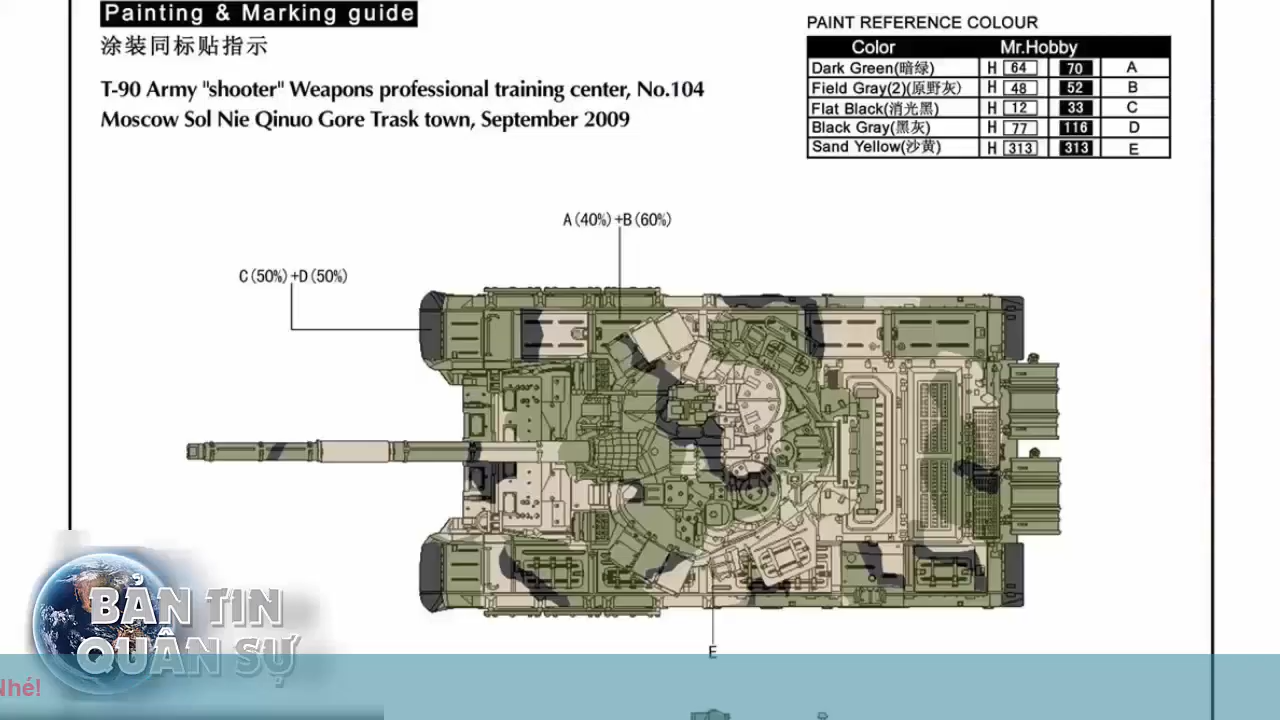 Painting & Marking guide
涂装同标贴指示
T-90 Army "shooter" Weapons professional training center, No.104
Moscow Sol Nie Qinuo Gore Trask town, September 2009
PAINT REFERENCE COLOUR
Color Mr.Hobby
Dark Green(暗绿) H 64 70 A
Field Gray(2)(原野灰) H 48 52 B
Flat Black(消光黑) H 12 33 C
Black Gray(黑灰) H 77 116 D
Sand Yellow(沙黄) H 313 313 E
A(40%)+B(60%)
C(50%)+D(50%)
E
BẢN TIN
QUÂN SỰ
Nhé!